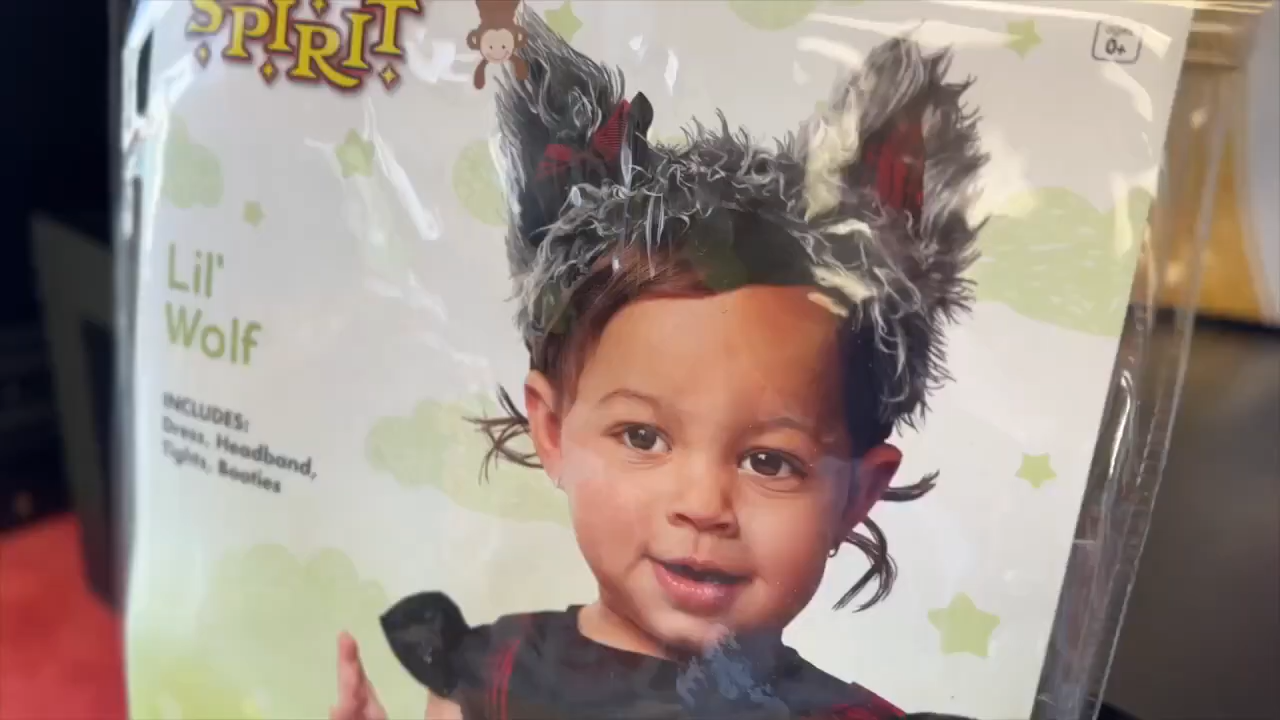 SPIRIT
0+
Lil'
Wolf
INCLUDES:
Dress, Headband,
Tights, Booties